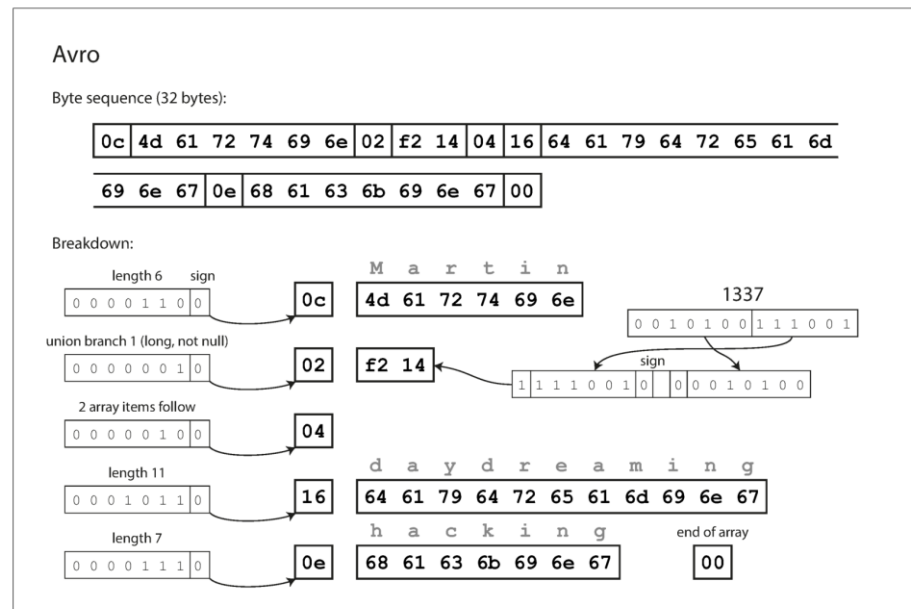 Avro
Byte sequence (32 bytes):
0c 4d 61 72 74 69 6e 02 f2 14 04 16 64 61 79 64 72 65 61 6d
69 6e 67 0e 68 61 63 6b 69 6e 67 00
Breakdown:
length 6 sign
M a r t i n
0 0 0 0 1 1 0 0
0c
4d 61 72 74 69 6e
1337
0 0 1 0 1 0 0 1 1 1 0 0 1
union branch 1 (long, not null)
0 0 0 0 0 0 1 0
02
f2 14
sign
1 1 1 1 0 0 1 0 0 0 0 1 0 1 0 0
2 array items follow
0 0 0 0 0 1 0 0
04
length 11
d a y d r e a m i n g
0 0 0 1 0 1 1 0
16
64 61 79 64 72 65 61 6d 69 6e 67
length 7
h a c k i n g
end of array
0 0 0 0 1 1 1 0
0e
68 61 63 6b 69 6e 67
00